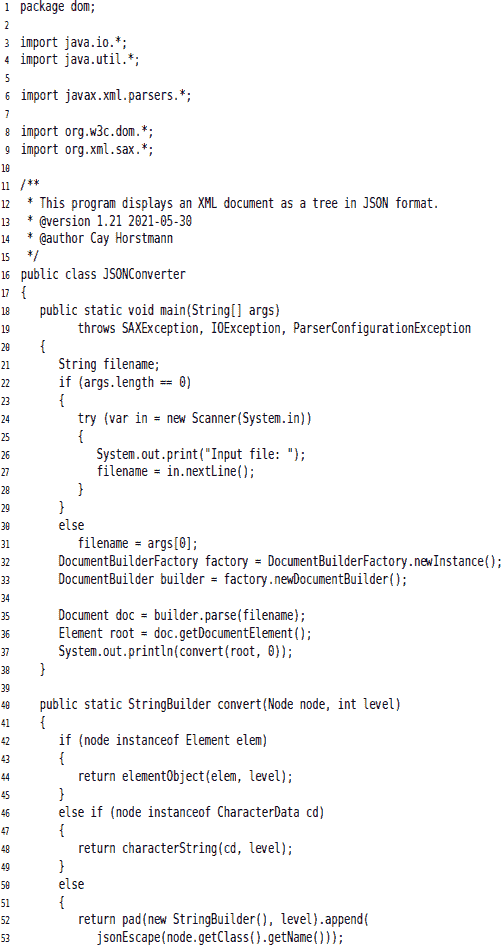 1 package dom;
2
3 import java.io.*;
4 import java.util.*;
5
6 import javax.xml.parsers.*;
7
8 import org.w3c.dom.*;
9 import org.xml.sax.*;
10
11 /**
12  * This program displays an XML document as a tree in JSON format.
13  * @version 1.21 2021-05-30
14  * @author Cay Horstmann
15  */
16 public class JSONConverter
17 {
18    public static void main(String[] args)
19          throws SAXException, IOException, ParserConfigurationException
20    {
21       String filename;
22       if (args.length == 0)
23       {
24          try (var in = new Scanner(System.in))
25          {
26             System.out.print("Input file: ");
27             filename = in.nextLine();
28          }
29       }
30       else
31          filename = args[0];
32       DocumentBuilderFactory factory = DocumentBuilderFactory.newInstance();
33       DocumentBuilder builder = factory.newDocumentBuilder();
34
35       Document doc = builder.parse(filename);
36       Element root = doc.getDocumentElement();
37       System.out.println(convert(root, 0));
38    }
39
40    public static StringBuilder convert(Node node, int level)
41    {
42       if (node instanceof Element elem)
43       {
44          return elementObject(elem, level);
45       }
46       else if (node instanceof CharacterData cd)
47       {
48          return characterString(cd, level);
49       }
50       else
51       {
52          return pad(new StringBuilder(), level).append(
53             jsonEscape(node.getClass().getName()));